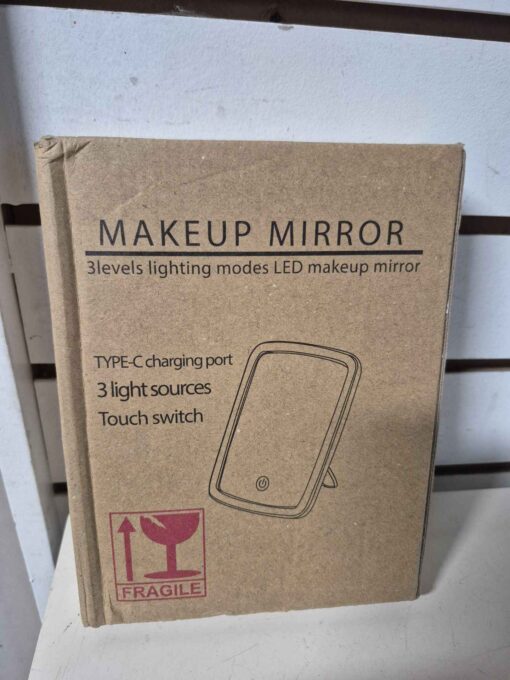 MAKEUP MIRROR
3levels lighting modes LED makeup mirror
TYPE-C charging port
3 light sources
Touch switch
FRAGILE